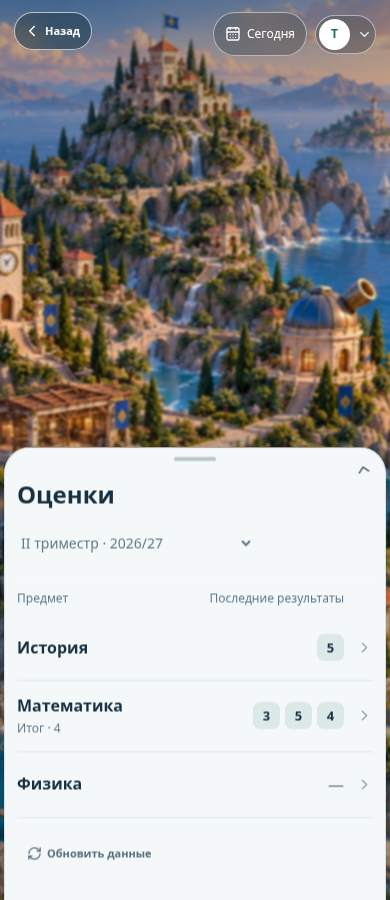 Назад
Сегодня
Т
Оценки
II триместр · 2026/27
Предмет
Последние результаты
История
5
Математика
3 5 4
Итог · 4
Физика
—
Обновить данные